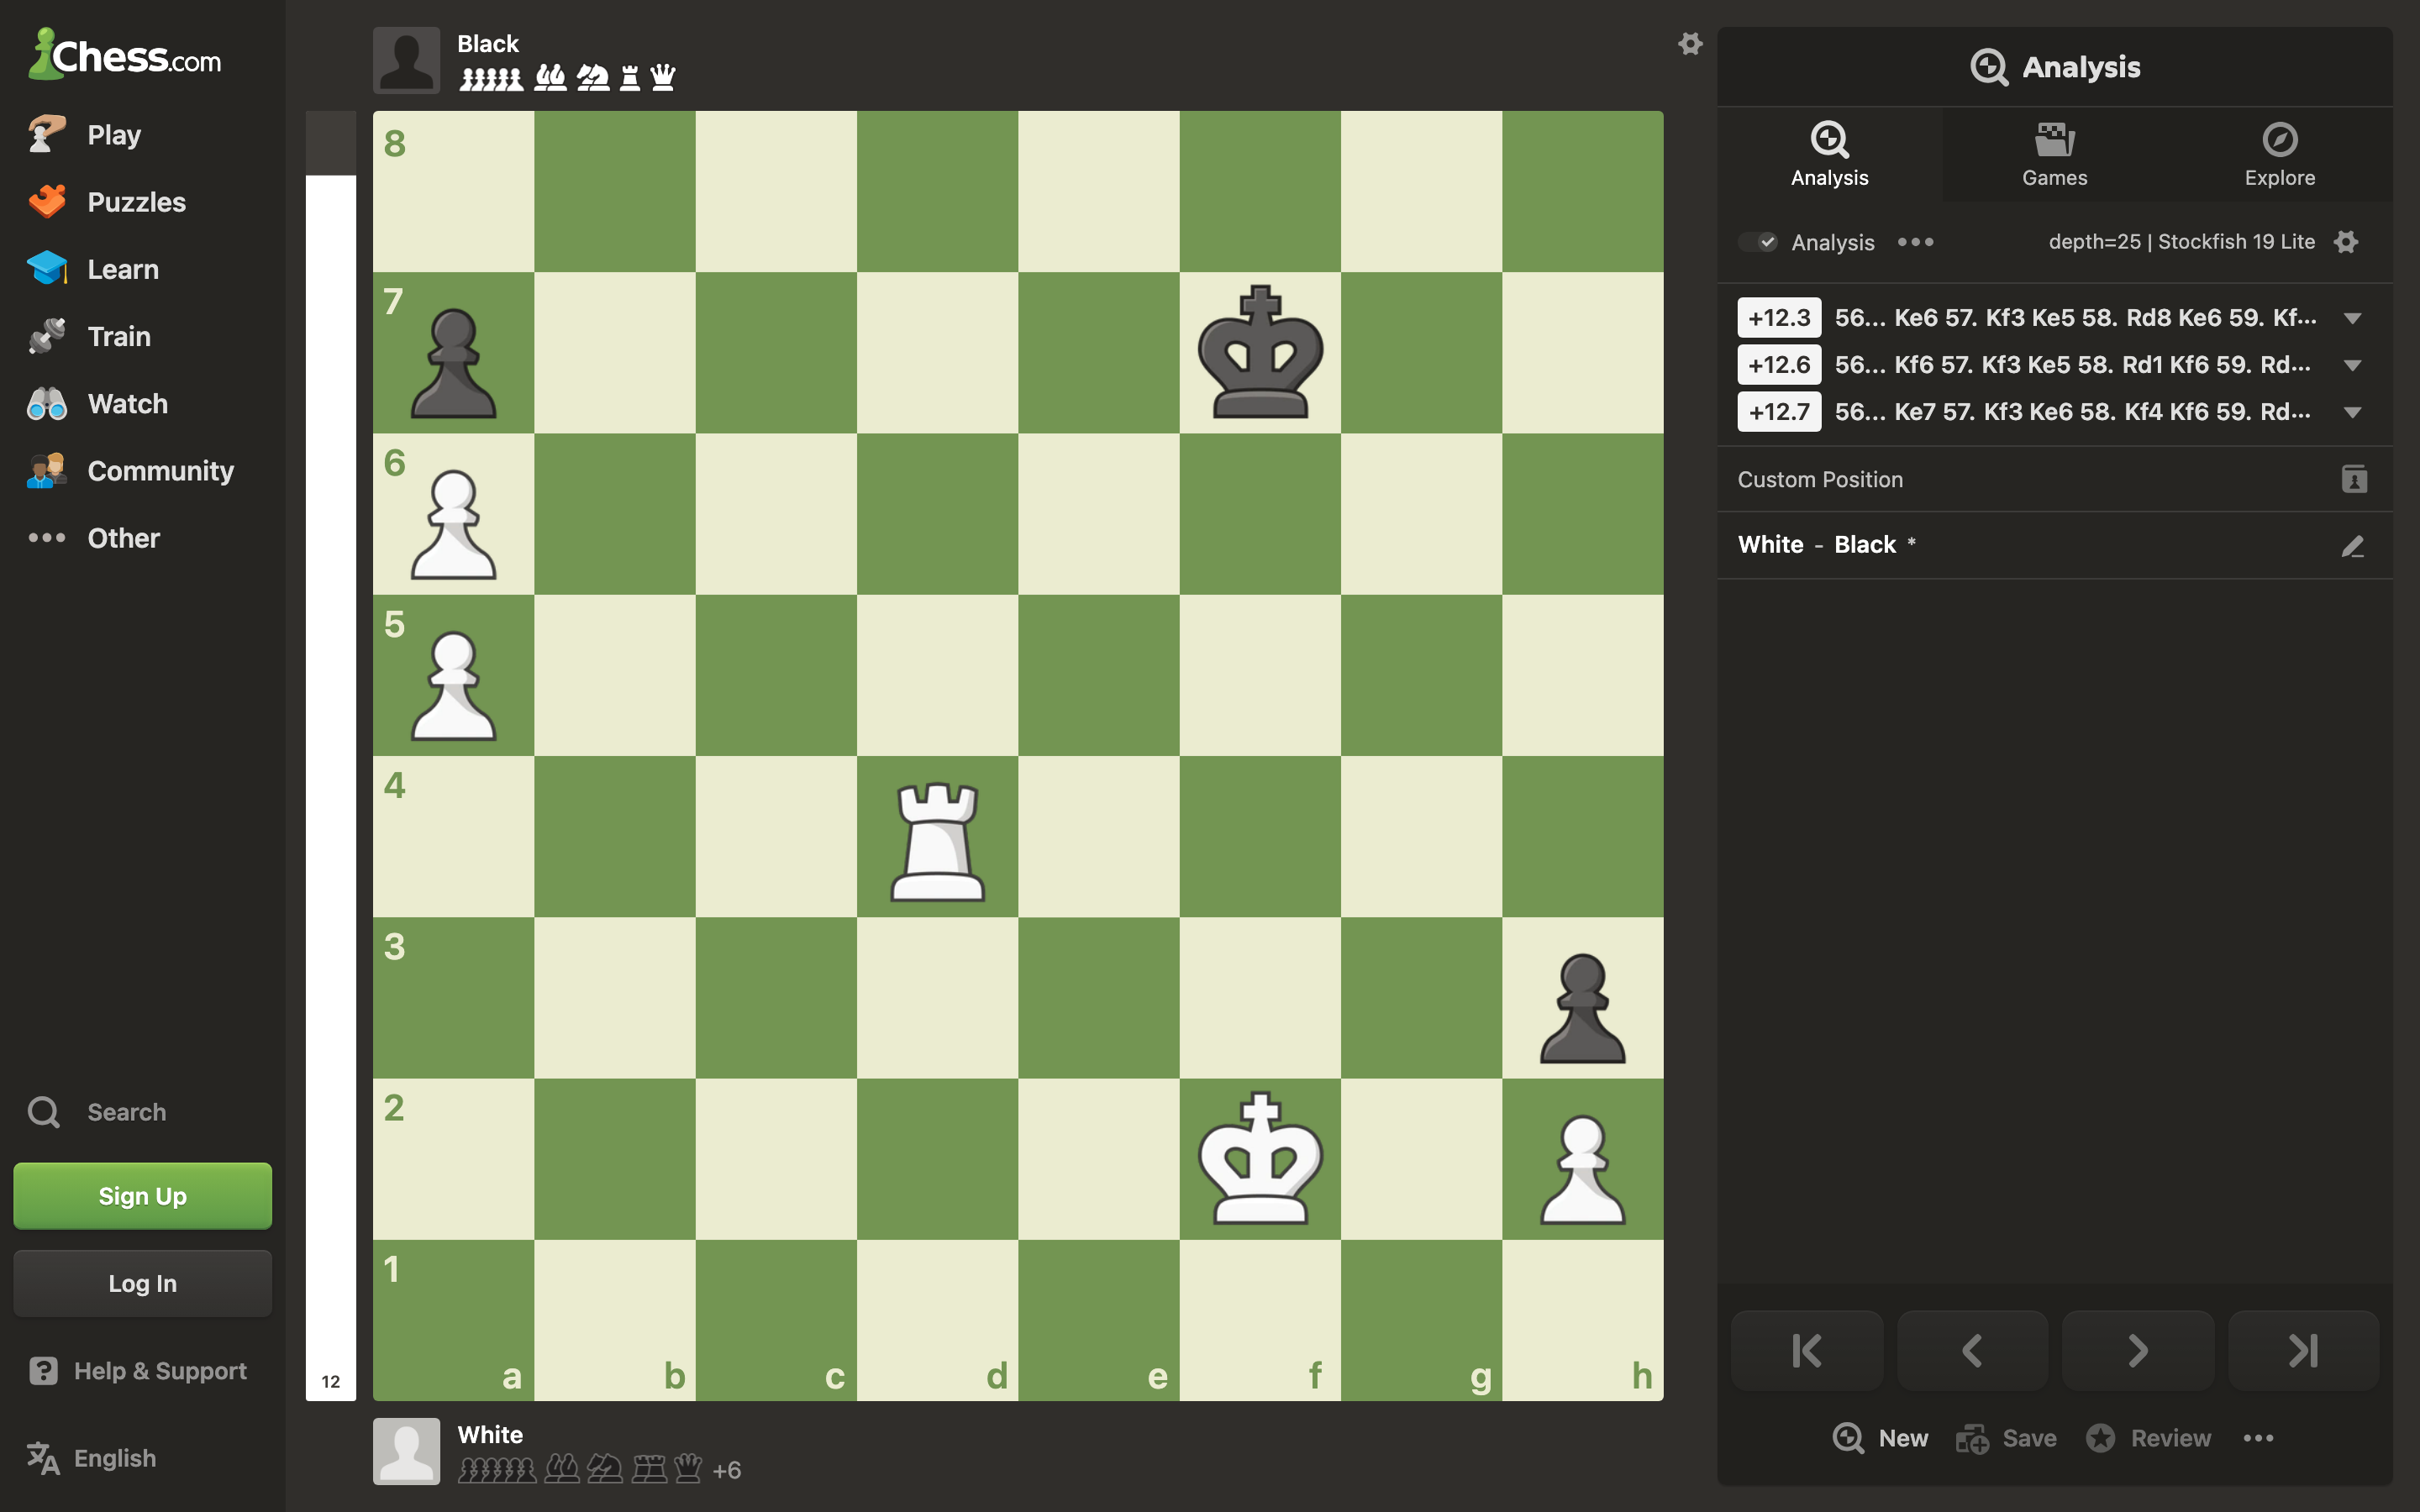 Chess.com
Play
Puzzles
Learn
Train
Watch
Community
Other
Search
Sign Up
Log In
Help & Support
English
Black
8
7
6
5
4
3
2
1
a b c d e f g h
12
White
+6
Analysis
Analysis Games Explore
Analysis depth=25 | Stockfish 19 Lite
+12.3 56... Ke6 57. Kf3 Ke5 58. Rd8 Ke6 59. Kf...
+12.6 56... Kf6 57. Kf3 Ke5 58. Rd1 Kf6 59. Rd...
+12.7 56... Ke7 57. Kf3 Ke6 58. Kf4 Kf6 59. Rd...
Custom Position
White - Black *
New Save Review